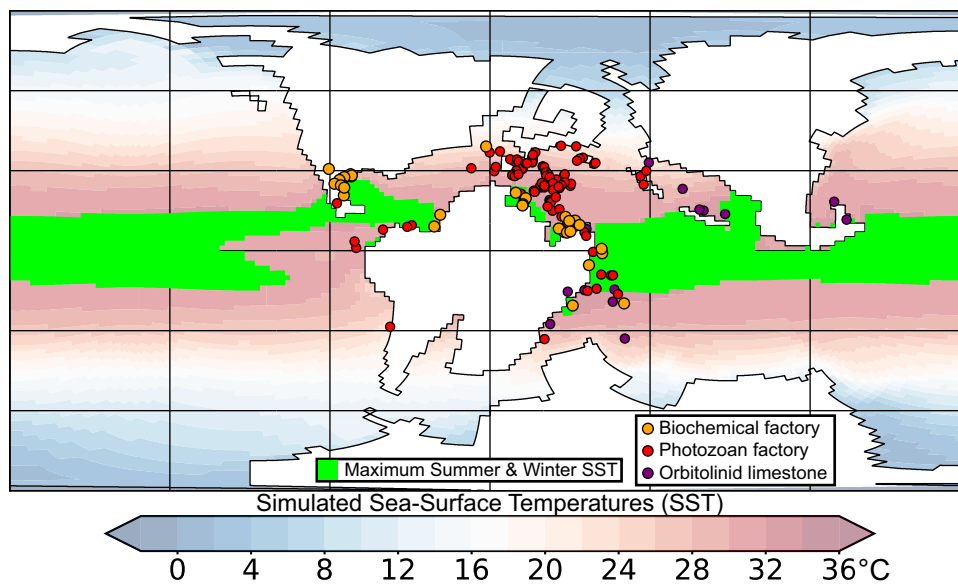 Biochemical factory
Photozoan factory
Orbitolinid limestone
Maximum Summer & Winter SST
Simulated Sea-Surface Temperatures (SST)
0 4 8 12 16 20 24 28 32 36°C